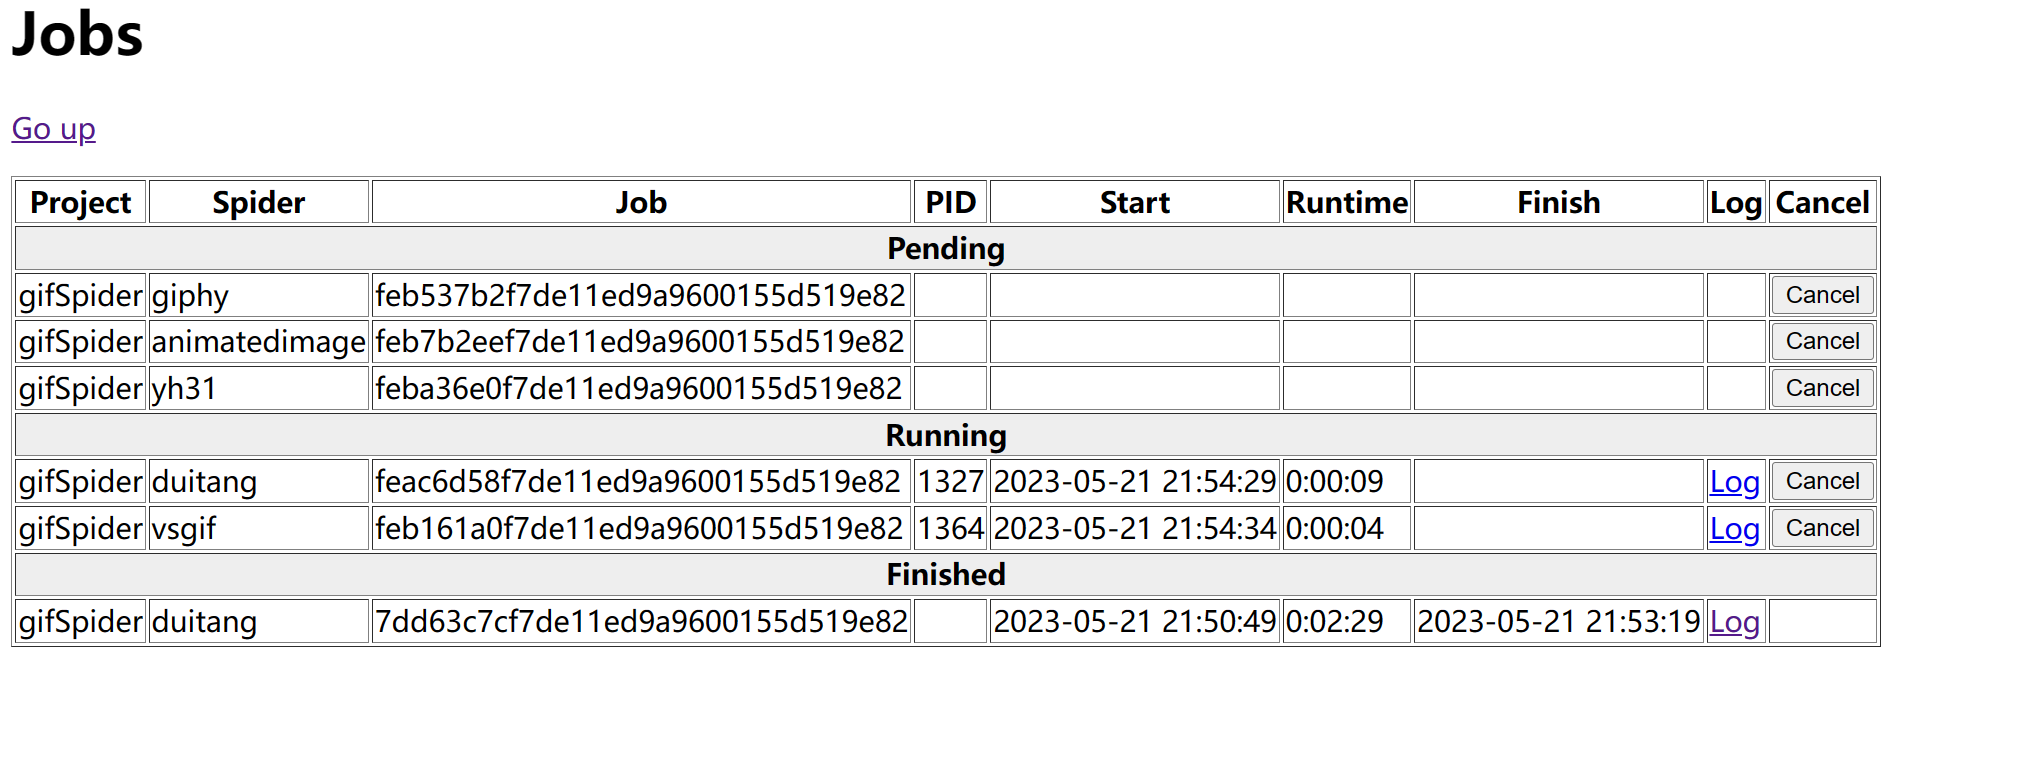 Jobs
Go up
Project Spider Job PID Start Runtime Finish Log Cancel
Pending
gifSpider giphy feb537b2f7de11ed9a9600155d519e82 Cancel
gifSpider animatedimage feb7b2eef7de11ed9a9600155d519e82 Cancel
gifSpider yh31 feba36e0f7de11ed9a9600155d519e82 Cancel
Running
gifSpider duitang feac6d58f7de11ed9a9600155d519e82 1327 2023-05-21 21:54:29 0:00:09 Log Cancel
gifSpider vsgif feb161a0f7de11ed9a9600155d519e82 1364 2023-05-21 21:54:34 0:00:04 Log Cancel
Finished
gifSpider duitang 7dd63c7cf7de11ed9a9600155d519e82 2023-05-21 21:50:49 0:02:29 2023-05-21 21:53:19 Log